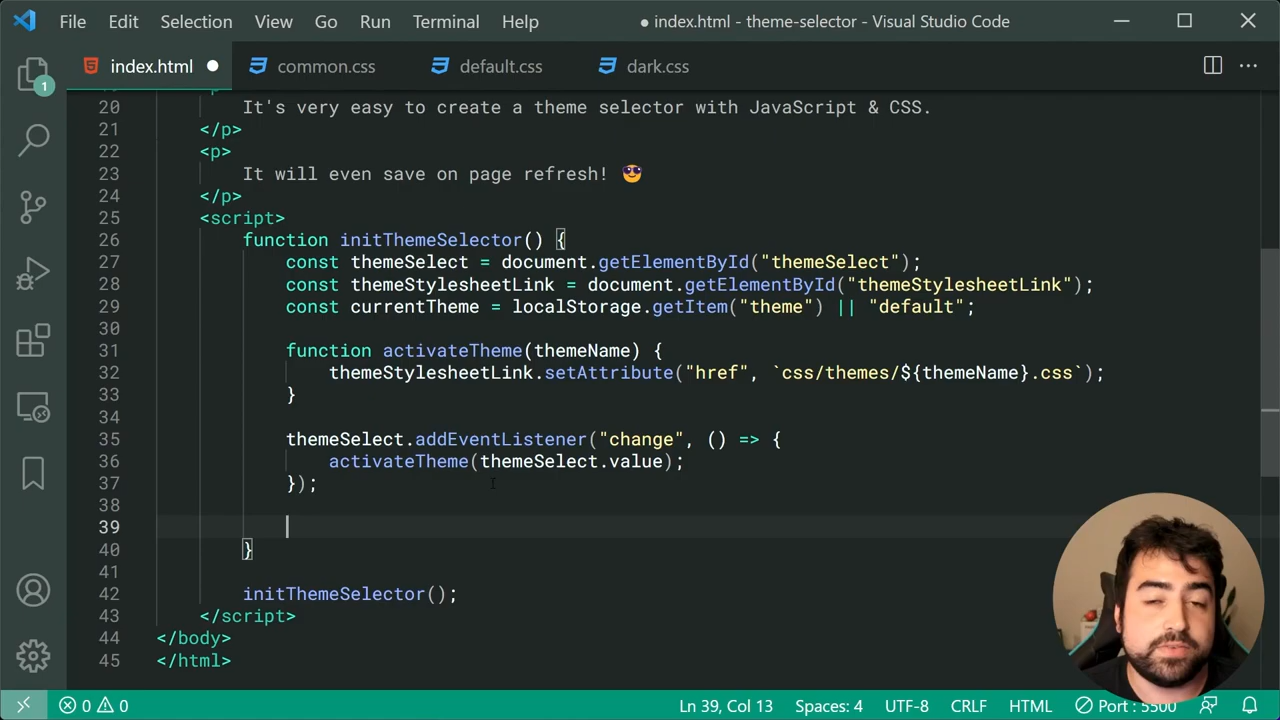 File Edit Selection View Go Run Terminal Help ● index.html - theme-selector - Visual Studio Code
index.html ● common.css default.css dark.css
1
20 It's very easy to create a theme selector with JavaScript & CSS.
21 </p>
22 <p>
23 It will even save on page refresh! 😎
24 </p>
25 <script>
26 function initThemeSelector() {
27 const themeSelect = document.getElementById("themeSelect");
28 const themeStylesheetLink = document.getElementById("themeStylesheetLink");
29 const currentTheme = localStorage.getItem("theme") || "default";
30
31 function activateTheme(themeName) {
32 themeStylesheetLink.setAttribute("href", `css/themes/${themeName}.css`);
33 }
34
35 themeSelect.addEventListener("change", () => {
36 activateTheme(themeSelect.value);
37 });
38
39
40 }
41
42 initThemeSelector();
43 </script>
44 </body>
45 </html>
0 0 Ln 39, Col 13 Spaces: 4 UTF-8 CRLF HTML Port : 5500